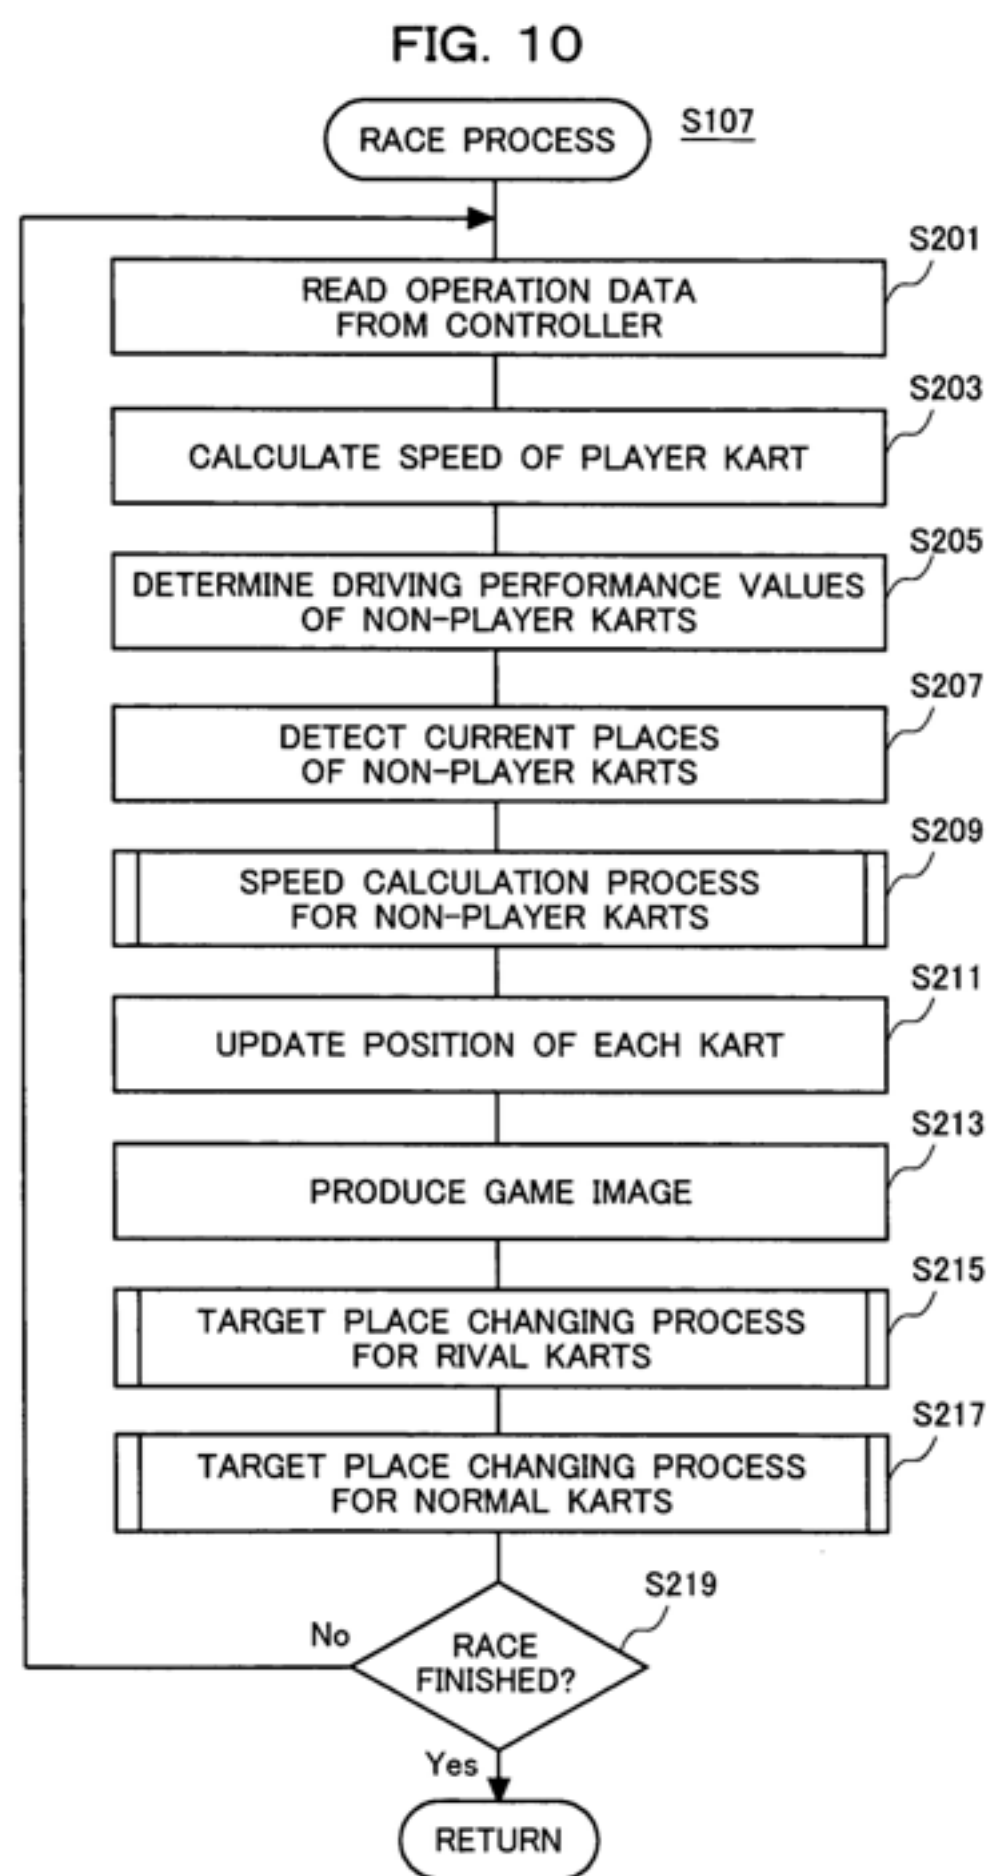 FIG. 10
RACE PROCESS
S107
S201
READ OPERATION DATA
FROM CONTROLLER
S203
CALCULATE SPEED OF PLAYER KART
S205
DETERMINE DRIVING PERFORMANCE VALUES
OF NON-PLAYER KARTS
S207
DETECT CURRENT PLACES
OF NON-PLAYER KARTS
S209
SPEED CALCULATION PROCESS
FOR NON-PLAYER KARTS
S211
UPDATE POSITION OF EACH KART
S213
PRODUCE GAME IMAGE
S215
TARGET PLACE CHANGING PROCESS
FOR RIVAL KARTS
S217
TARGET PLACE CHANGING PROCESS
FOR NORMAL KARTS
S219
No
RACE
FINISHED?
Yes
RETURN